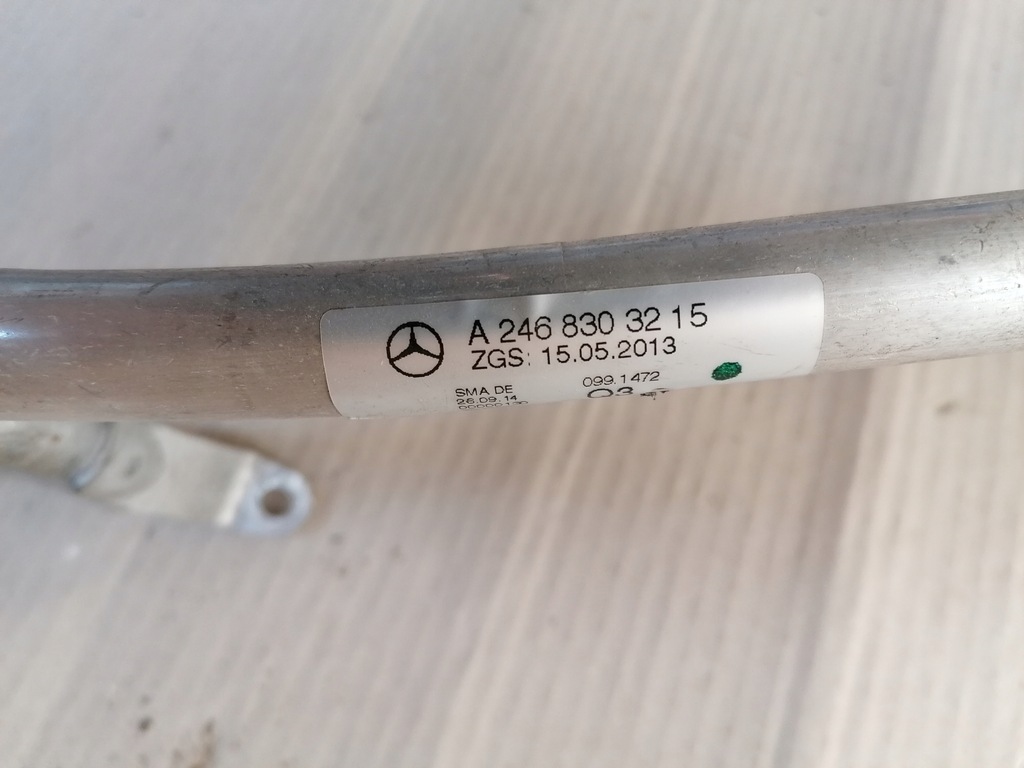 A 246 830 32 15
ZGS: 15.05.2013
SMA DE
099.1472
26.09.14